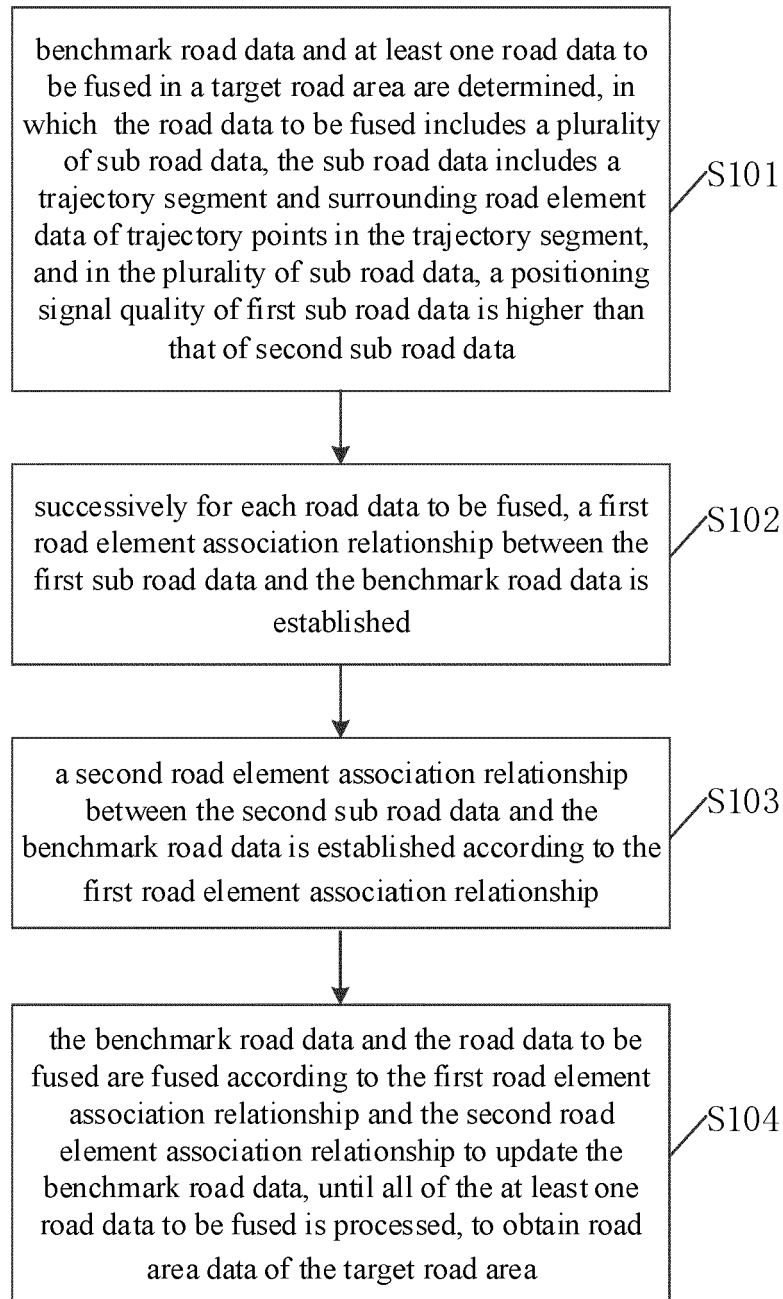 benchmark road data and at least one road data to
be fused in a target road area are determined, in
which the road data to be fused includes a plurality
of sub road data, the sub road data includes a
trajectory segment and surrounding road element
data of trajectory points in the trajectory segment,
and in the plurality of sub road data, a positioning
signal quality of first sub road data is higher than
that of second sub road data
S101
successively for each road data to be fused, a first
road element association relationship between the
first sub road data and the benchmark road data is
established
S102
a second road element association relationship
between the second sub road data and the
benchmark road data is established according to the
first road element association relationship
S103
the benchmark road data and the road data to be
fused are fused according to the first road element
association relationship and the second road
element association relationship to update the
benchmark road data, until all of the at least one
road data to be fused is processed, to obtain road
area data of the target road area
S104